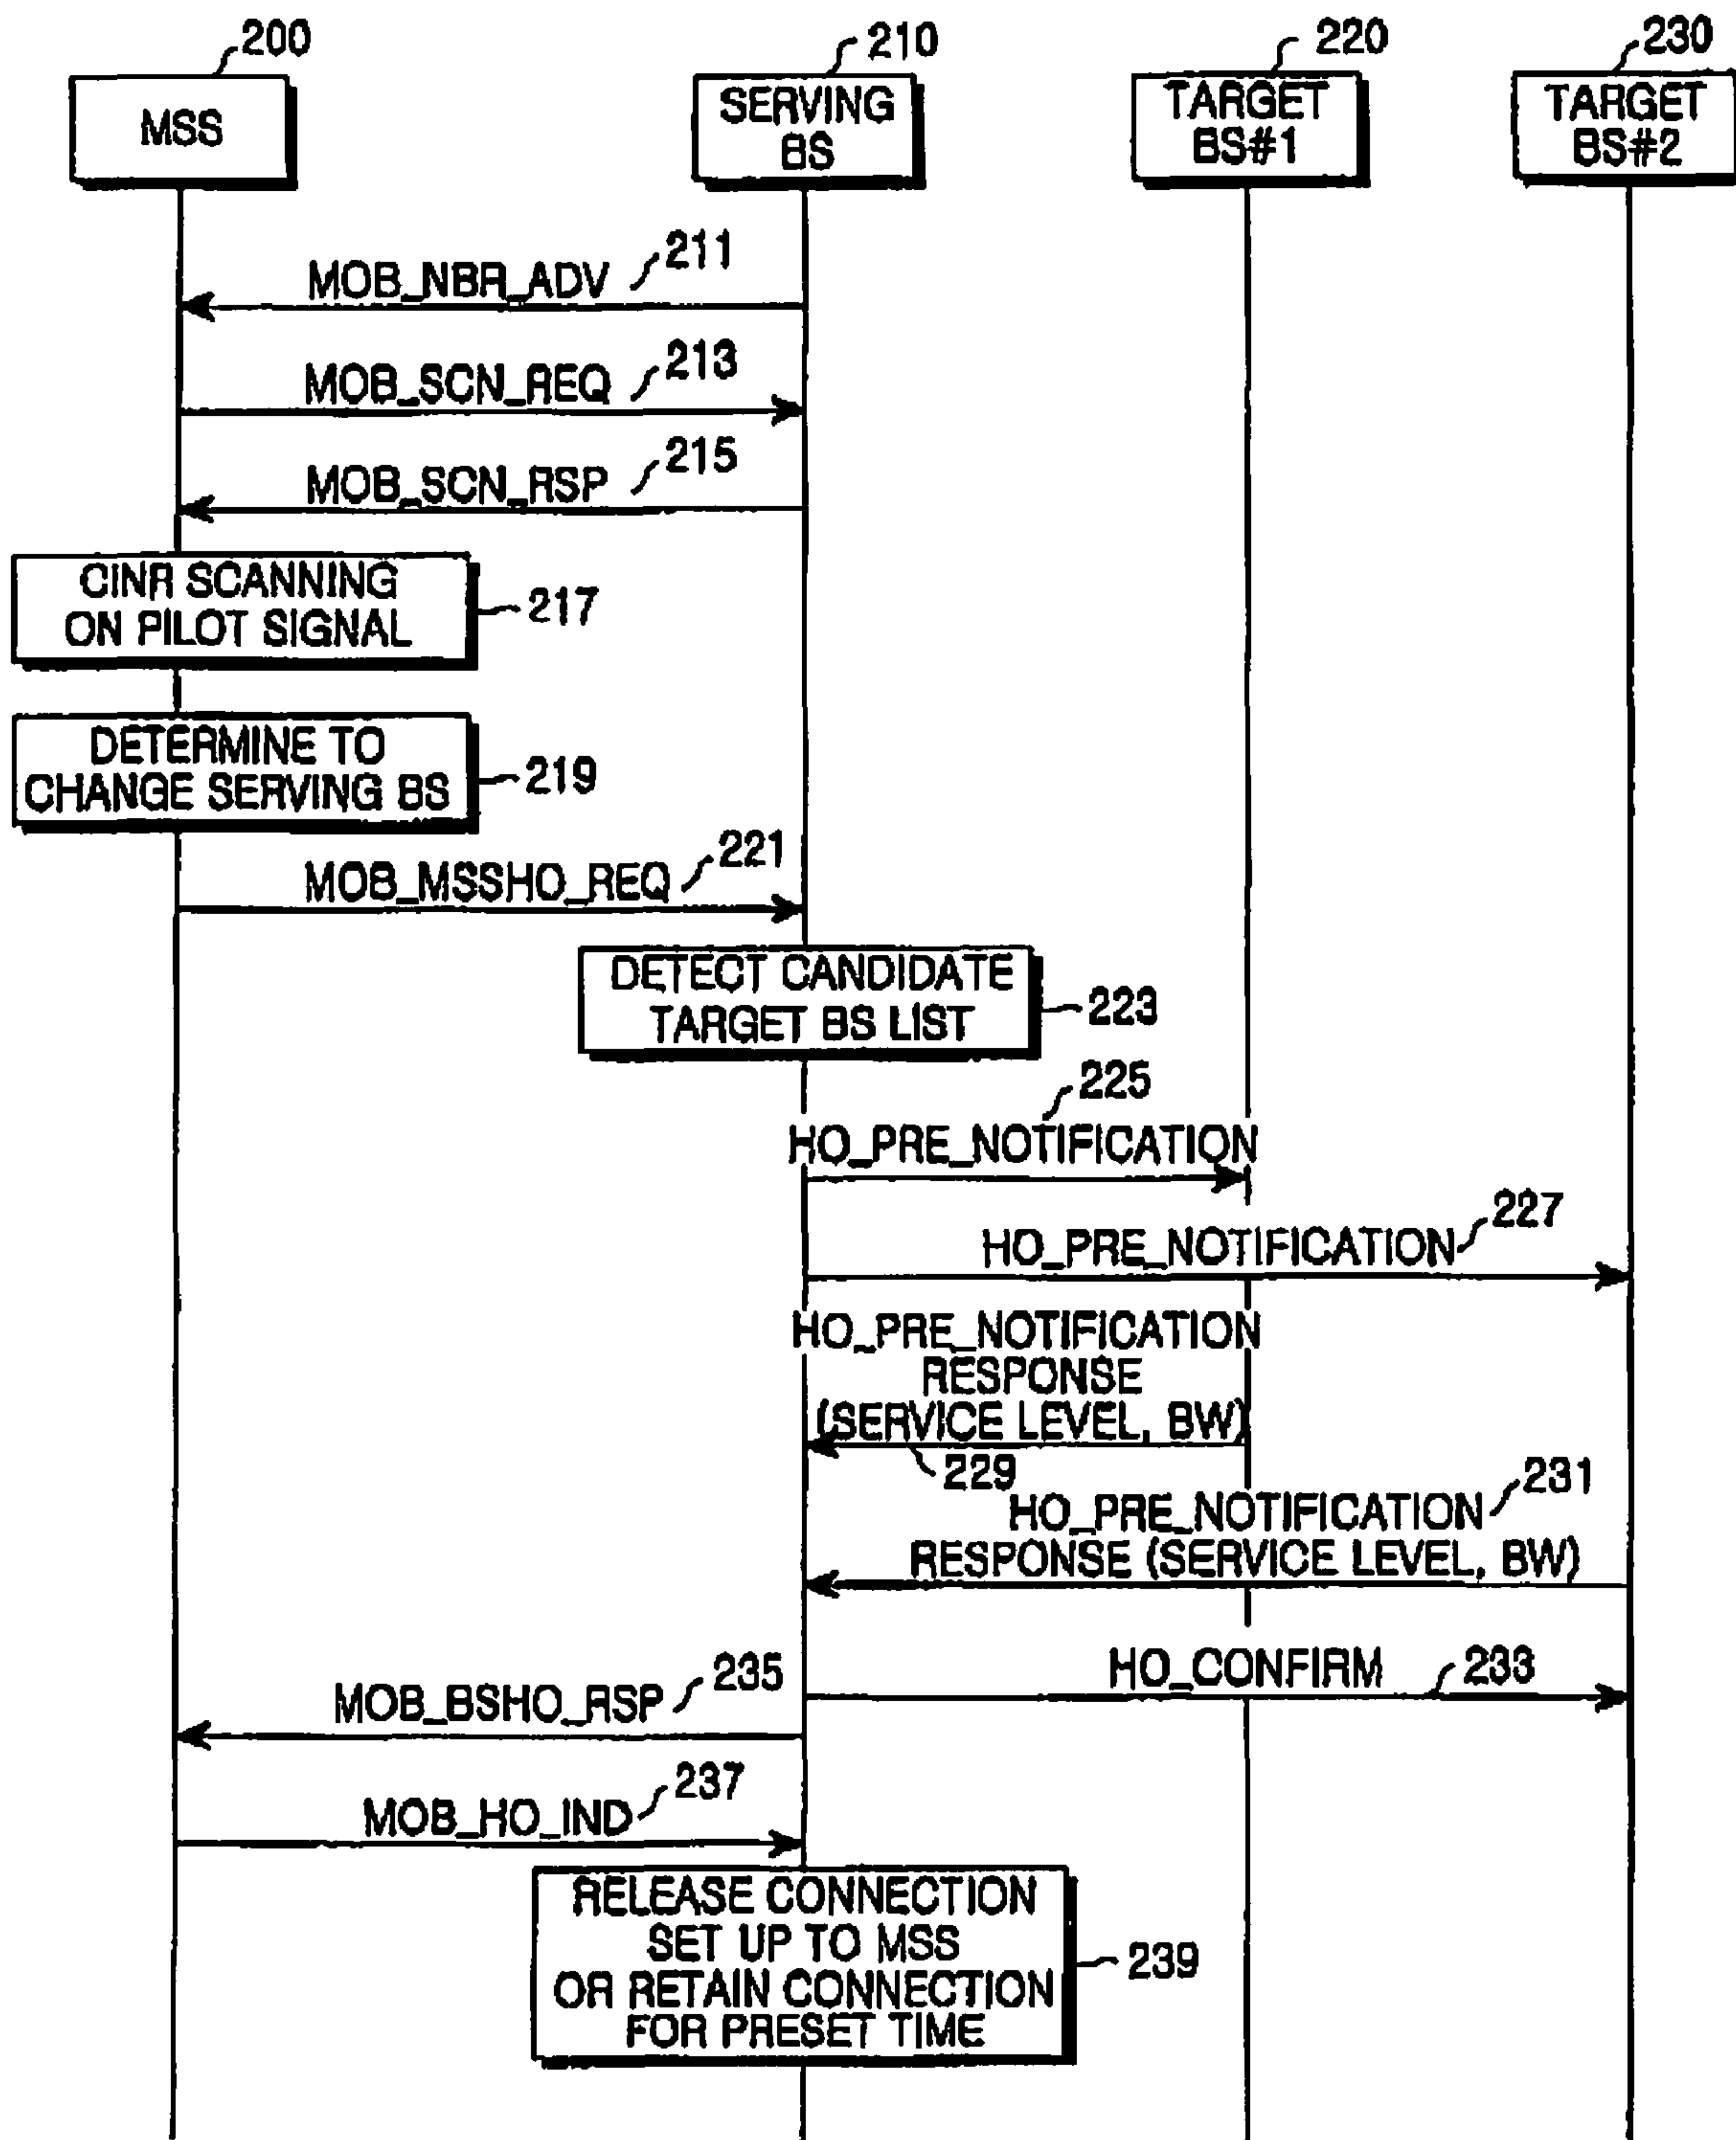 200
210
220
230
MSS
SERVING
BS
TARGET
BS#1
TARGET
BS#2
MOB_NBR_ADV
211
MOB_SCN_REQ
213
MOB_SCN_RSP
215
CINR SCANNING
ON PILOT SIGNAL
217
DETERMINE TO
CHANGE SERVING BS
219
MOB_MSSHO_REQ
221
DETECT CANDIDATE
TARGET BS LIST
223
225
HO_PRE_NOTIFICATION
227
HO_PRE_NOTIFICATION
HO_PRE_NOTIFICATION
RESPONSE
(SERVICE LEVEL, BW)
229
231
HO_PRE_NOTIFICATION
RESPONSE (SERVICE LEVEL, BW)
HO_CONFIRM
233
MOB_BSHO_RSP
235
MOB_HO_IND
237
RELEASE CONNECTION
SET UP TO MSS
OR RETAIN CONNECTION
FOR PRESET TIME
239